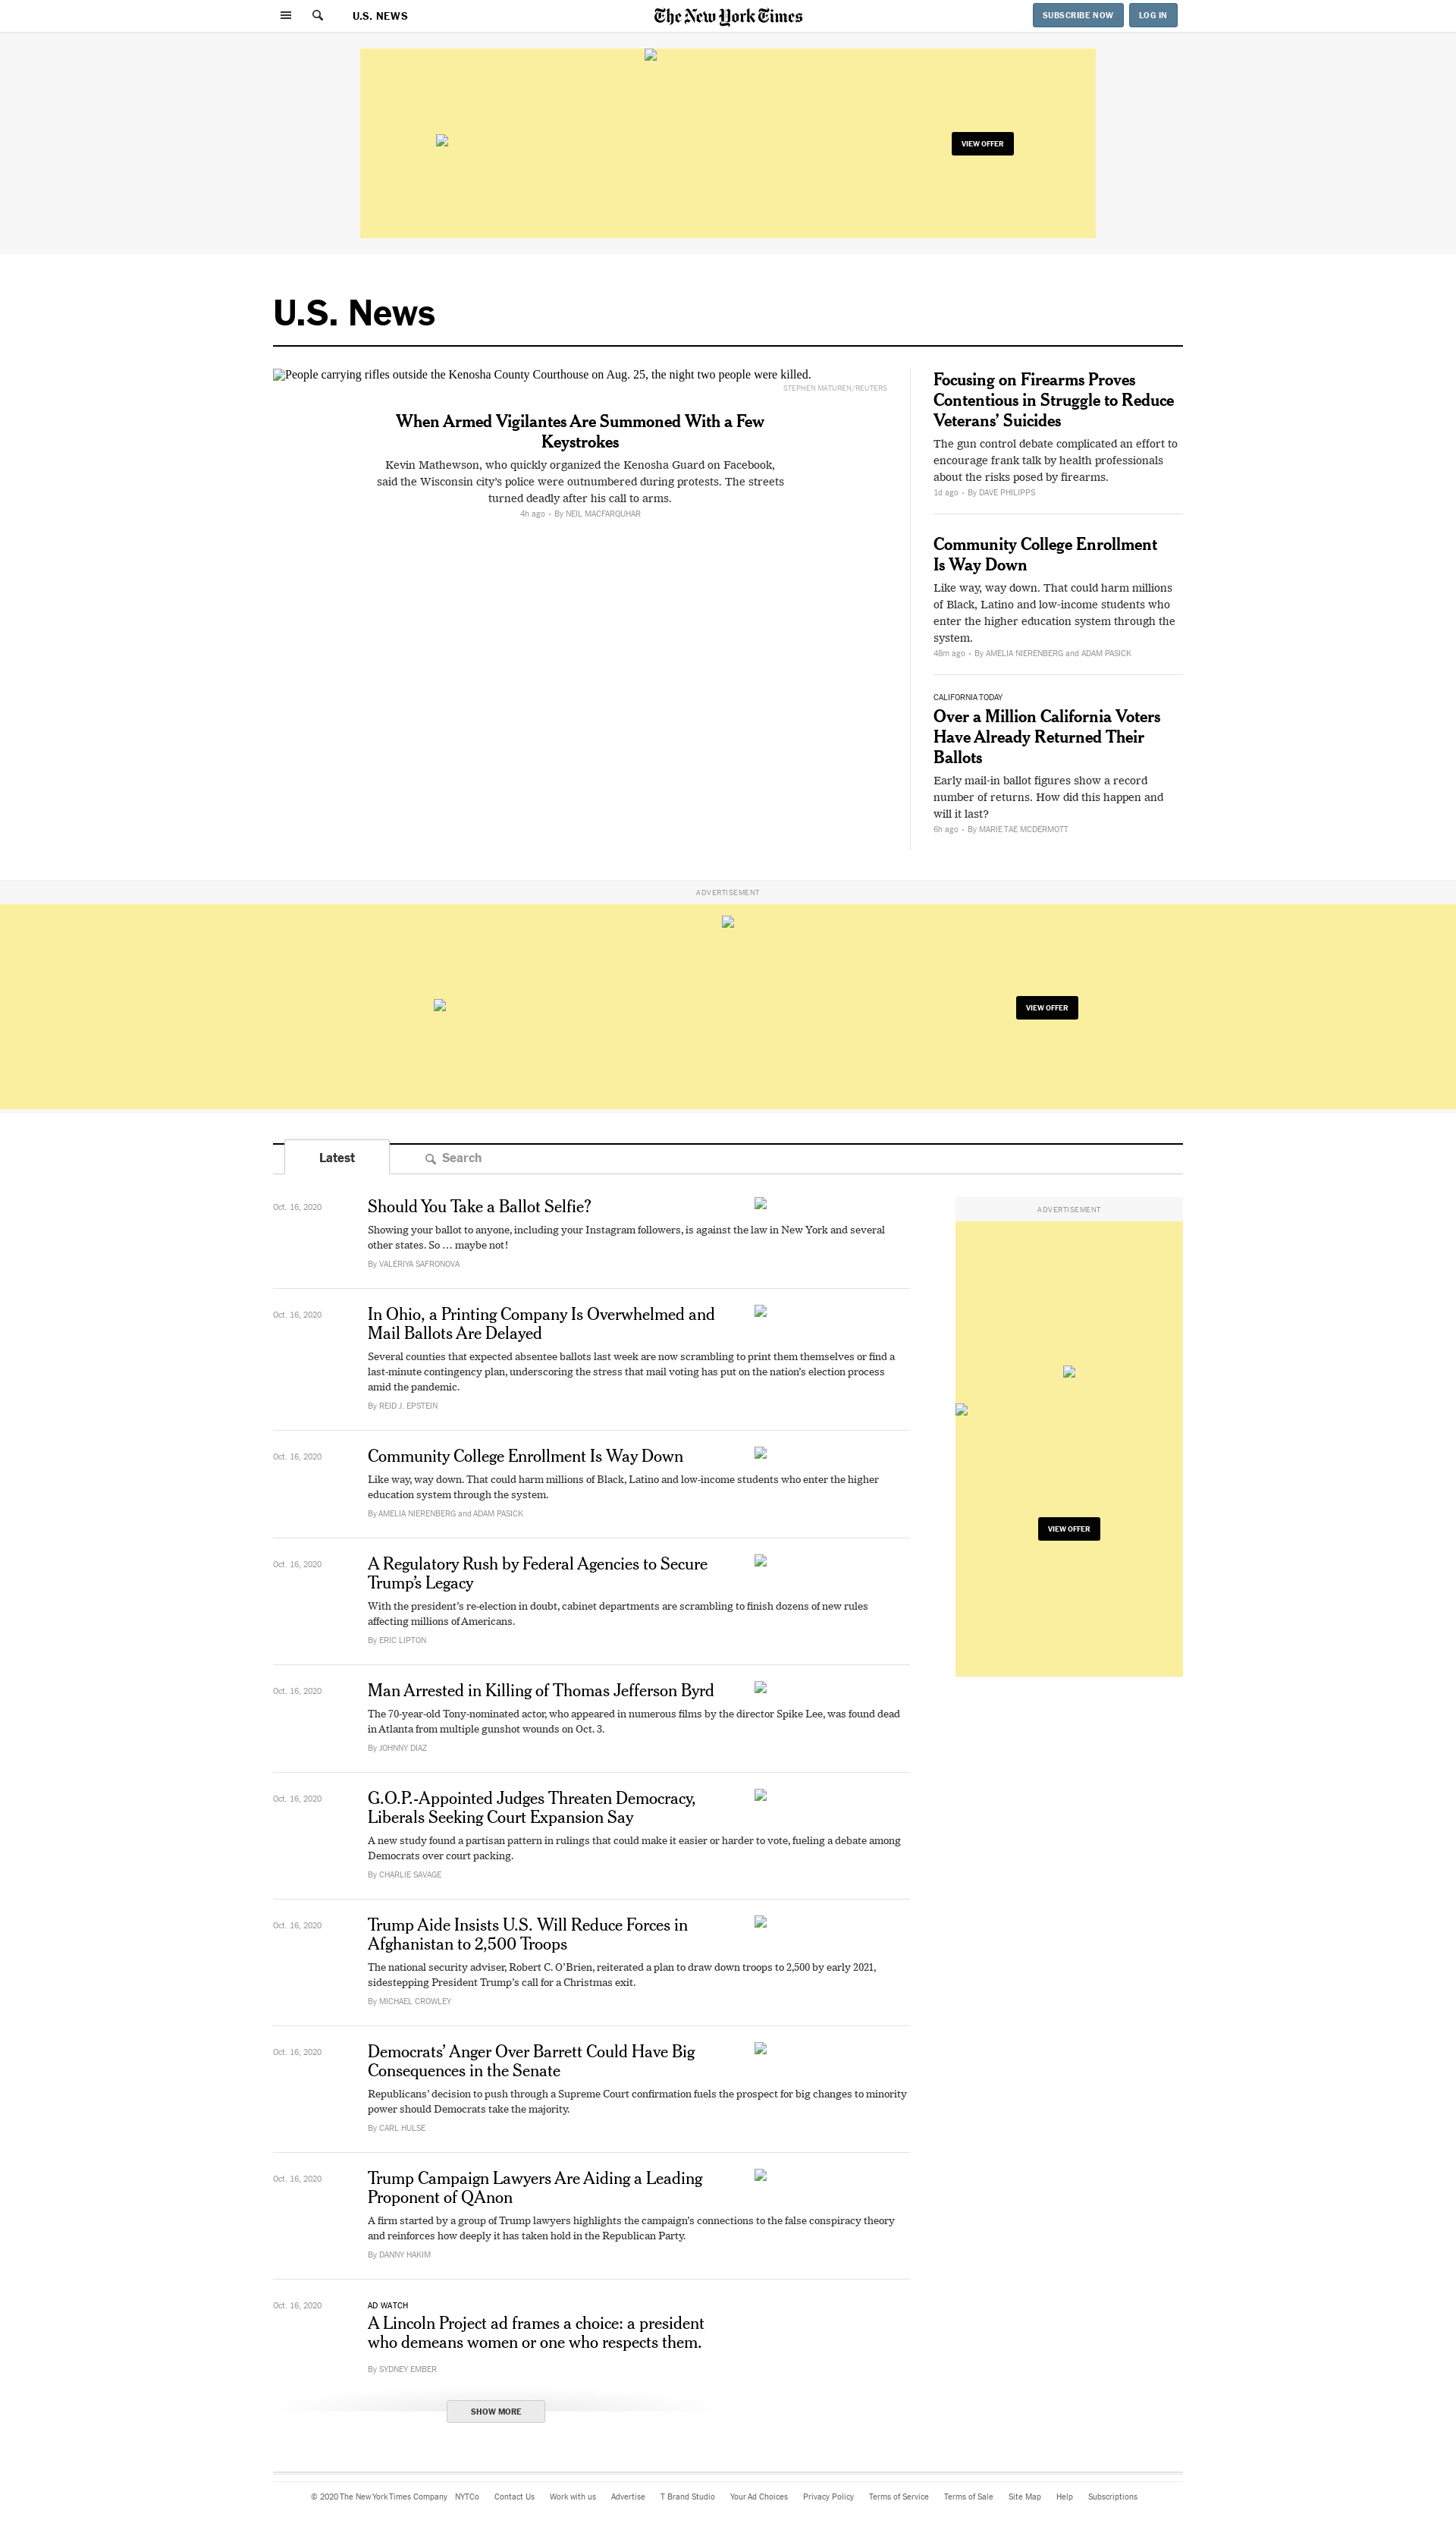 U.S. NEWS
The New York Times
SUBSCRIBE NOW
LOG IN
VIEW OFFER
U.S. News
People carrying rifles outside the Kenosha County Courthouse on Aug. 25, the night two people were killed.
STEPHEN MATUREN/REUTERS
When Armed Vigilantes Are Summoned With a Few
Keystrokes
Kevin Mathewson, who quickly organized the Kenosha Guard on Facebook,
said the Wisconsin city’s police were outnumbered during protests. The streets
turned deadly after his call to arms.
4h ago • By NEIL MACFARQUHAR
Focusing on Firearms Proves
Contentious in Struggle to Reduce
Veterans’ Suicides
The gun control debate complicated an effort to
encourage frank talk by health professionals
about the risks posed by firearms.
1d ago • By DAVE PHILIPPS
Community College Enrollment
Is Way Down
Like way, way down. That could harm millions
of Black, Latino and low-income students who
enter the higher education system through the
system.
48m ago • By AMELIA NIERENBERG and ADAM PASICK
CALIFORNIA TODAY
Over a Million California Voters
Have Already Returned Their
Ballots
Early mail-in ballot figures show a record
number of returns. How did this happen and
will it last?
6h ago • By MARIE TAE MCDERMOTT
ADVERTISEMENT
VIEW OFFER
Latest
Search
Oct. 16, 2020
Should You Take a Ballot Selfie?
Showing your ballot to anyone, including your Instagram followers, is against the law in New York and several
other states. So … maybe not!
By VALERIYA SAFRONOVA
Oct. 16, 2020
In Ohio, a Printing Company Is Overwhelmed and
Mail Ballots Are Delayed
Several counties that expected absentee ballots last week are now scrambling to print them themselves or find a
last-minute contingency plan, underscoring the stress that mail voting has put on the nation’s election process
amid the pandemic.
By REID J. EPSTEIN
Oct. 16, 2020
Community College Enrollment Is Way Down
Like way, way down. That could harm millions of Black, Latino and low-income students who enter the higher
education system through the system.
By AMELIA NIERENBERG and ADAM PASICK
Oct. 16, 2020
A Regulatory Rush by Federal Agencies to Secure
Trump’s Legacy
With the president’s re-election in doubt, cabinet departments are scrambling to finish dozens of new rules
affecting millions of Americans.
By ERIC LIPTON
Oct. 16, 2020
Man Arrested in Killing of Thomas Jefferson Byrd
The 70-year-old Tony-nominated actor, who appeared in numerous films by the director Spike Lee, was found dead
in Atlanta from multiple gunshot wounds on Oct. 3.
By JOHNNY DIAZ
Oct. 16, 2020
G.O.P.-Appointed Judges Threaten Democracy,
Liberals Seeking Court Expansion Say
A new study found a partisan pattern in rulings that could make it easier or harder to vote, fueling a debate among
Democrats over court packing.
By CHARLIE SAVAGE
Oct. 16, 2020
Trump Aide Insists U.S. Will Reduce Forces in
Afghanistan to 2,500 Troops
The national security adviser, Robert C. O’Brien, reiterated a plan to draw down troops to 2,500 by early 2021,
sidestepping President Trump’s call for a Christmas exit.
By MICHAEL CROWLEY
Oct. 16, 2020
Democrats’ Anger Over Barrett Could Have Big
Consequences in the Senate
Republicans’ decision to push through a Supreme Court confirmation fuels the prospect for big changes to minority
power should Democrats take the majority.
By CARL HULSE
Oct. 16, 2020
Trump Campaign Lawyers Are Aiding a Leading
Proponent of QAnon
A firm started by a group of Trump lawyers highlights the campaign’s connections to the false conspiracy theory
and reinforces how deeply it has taken hold in the Republican Party.
By DANNY HAKIM
Oct. 16, 2020
AD WATCH
A Lincoln Project ad frames a choice: a president
who demeans women or one who respects them.
By SYDNEY EMBER
SHOW MORE
ADVERTISEMENT
VIEW OFFER
© 2020 The New York Times Company NYTCo Contact Us Work with us Advertise T Brand Studio Your Ad Choices Privacy Policy Terms of Service Terms of Sale Site Map Help Subscriptions